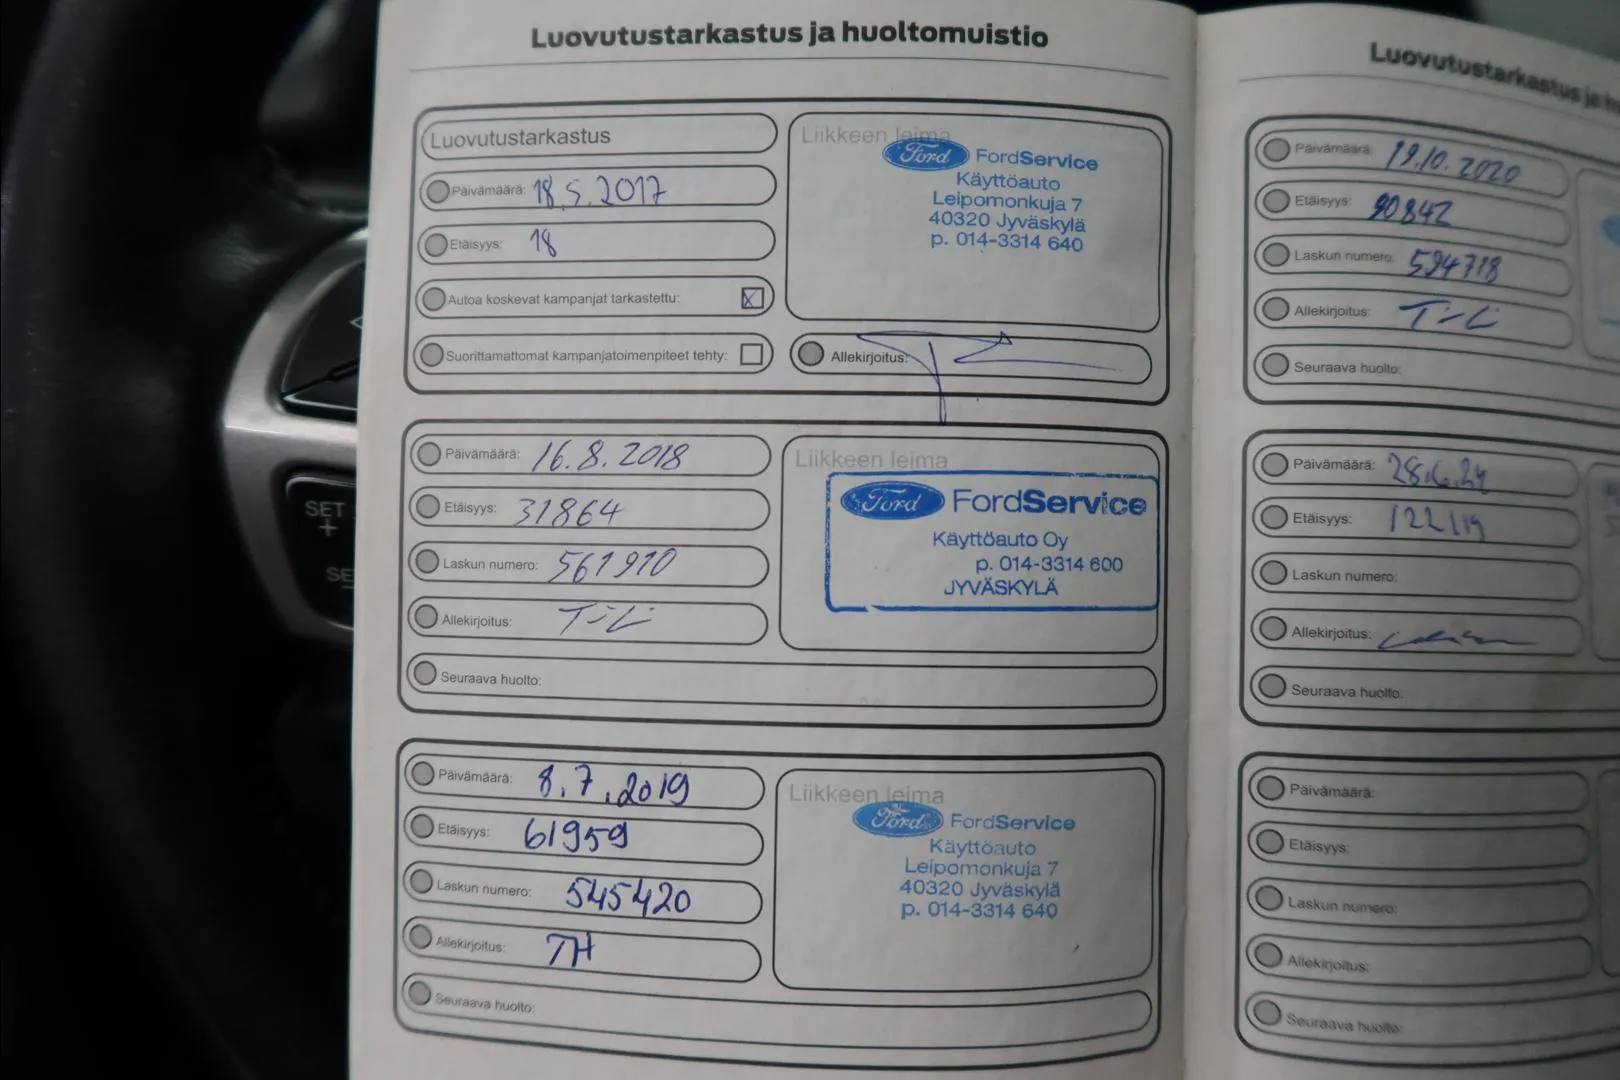 Luovutustarkastus ja huoltomuistio
Luovutustarkastus
Päivämäärä: 18.5.2017
Etäisyys: 18
Autoa koskevat kampanjat tarkastettu: X
Suorittamattomat kampanjatoimenpiteet tehty:
Liikkeen leima
Ford FordService
Käyttöauto
Leipomonkuja 7
40320 Jyväskylä
p. 014-3314 640
Allekirjoitus:
Päivämäärä: 16.8.2018
Etäisyys: 31864
Laskun numero: 561910
Allekirjoitus:
Seuraava huolto:
Liikkeen leima
Ford FordService
Käyttöauto Oy
p. 014-3314 600
JYVÄSKYLÄ
Päivämäärä: 8.7.2019
Etäisyys: 61959
Laskun numero: 545420
Allekirjoitus: TH
Seuraava huolto:
Liikkeen leima
Ford FordService
Käyttöauto
Leipomonkuja 7
40320 Jyväskylä
p. 014-3314 640
Luovutustarkastus ja
Päivämäärä: 19.10.2020
Etäisyys: 90842
Laskun numero: 594718
Allekirjoitus:
Seuraava huolto:
Päivämäärä: 28.6.24
Etäisyys: 122119
Laskun numero:
Allekirjoitus:
Seuraava huolto:
Päivämäärä:
Etäisyys:
Laskun numero:
Allekirjoitus:
Seuraava huolto:
SET
+